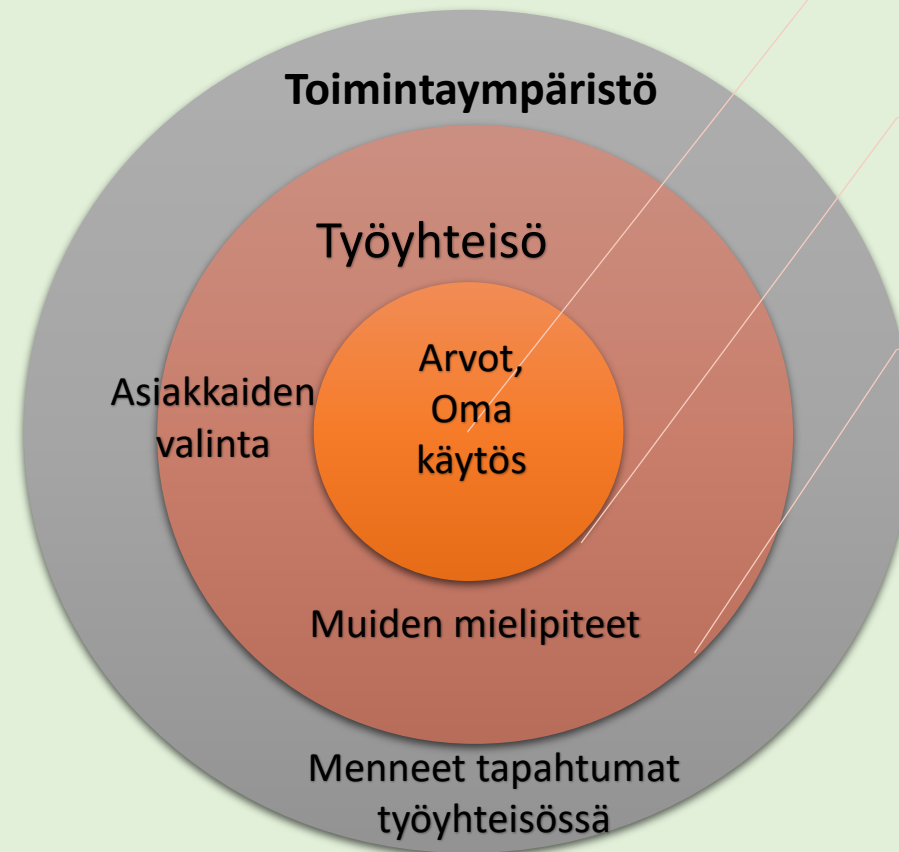 Toimintaympäristö
Työyhteisö
Arvot,
Oma
käytös
Asiakkaiden
valinta
Muiden mielipiteet
Menneet tapahtumat
työyhteisössä